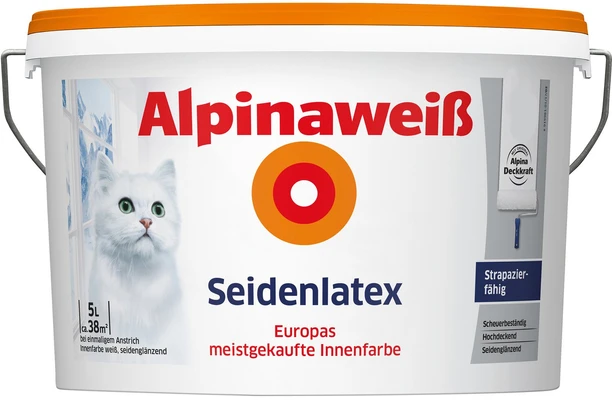 Alpinaweiß
Alpina
Deckkraft
Seidenlatex
Europas
meistgekaufte Innenfarbe
5L
ca. 38m²
bei einmaligem Anstrich
Innenfarbe weiß, seidenglänzend
Strapazier-
fähig
Scheuerbeständig
Hochdeckend
Seidenglänzend